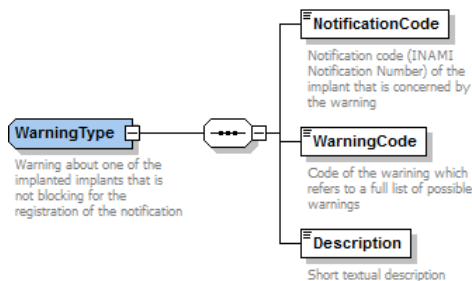 NotificationCode
Notification code (INAMI
Notification Number) of the
implant that is concerned by
the warning
WarningType
Warning about one of the
implanted implants that is
not blocking for the
registration of the notification
WarningCode
Code of the warining which
refers to a full list of possible
warnings
Description
Short textual description